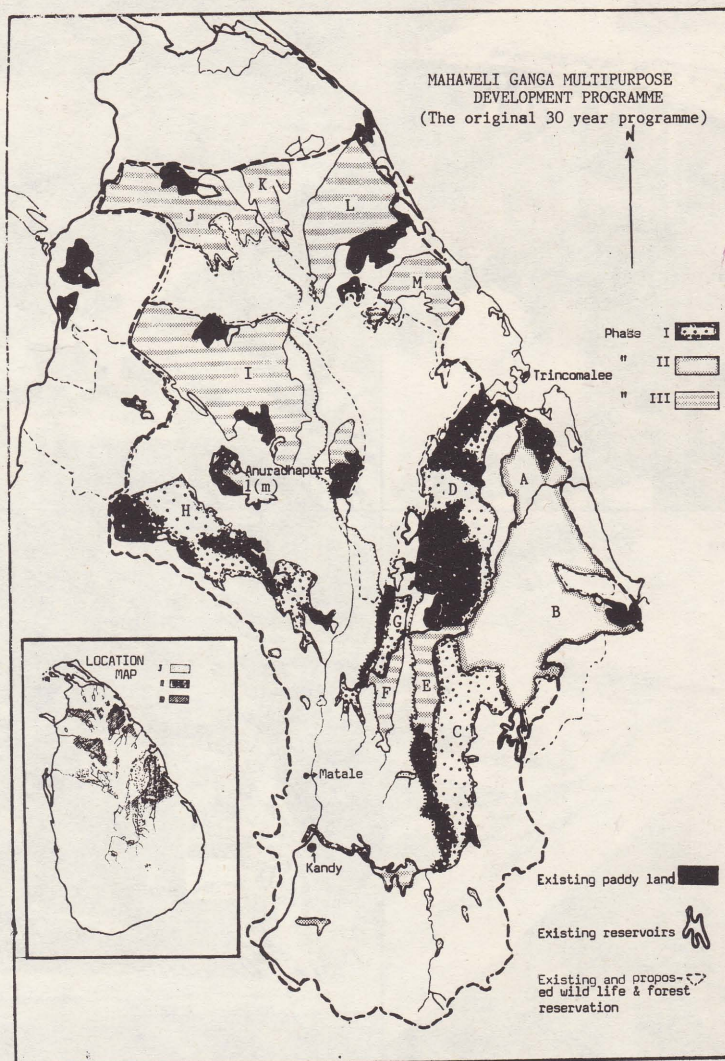 MAHAWELI GANGA MULTIPURPOSE
DEVELOPMENT PROGRAMME
(The original 30 year programme)
N
K
J
L
M
Phase I
" II
" III
Trincomalee
I
Anuradhapura
1(m)
A
D
H
B
G
F
E
C
LOCATION
MAP
Matale
Kandy
Existing paddy land
Existing reservoirs
Existing and propos-
ed wild life & forest
reservation